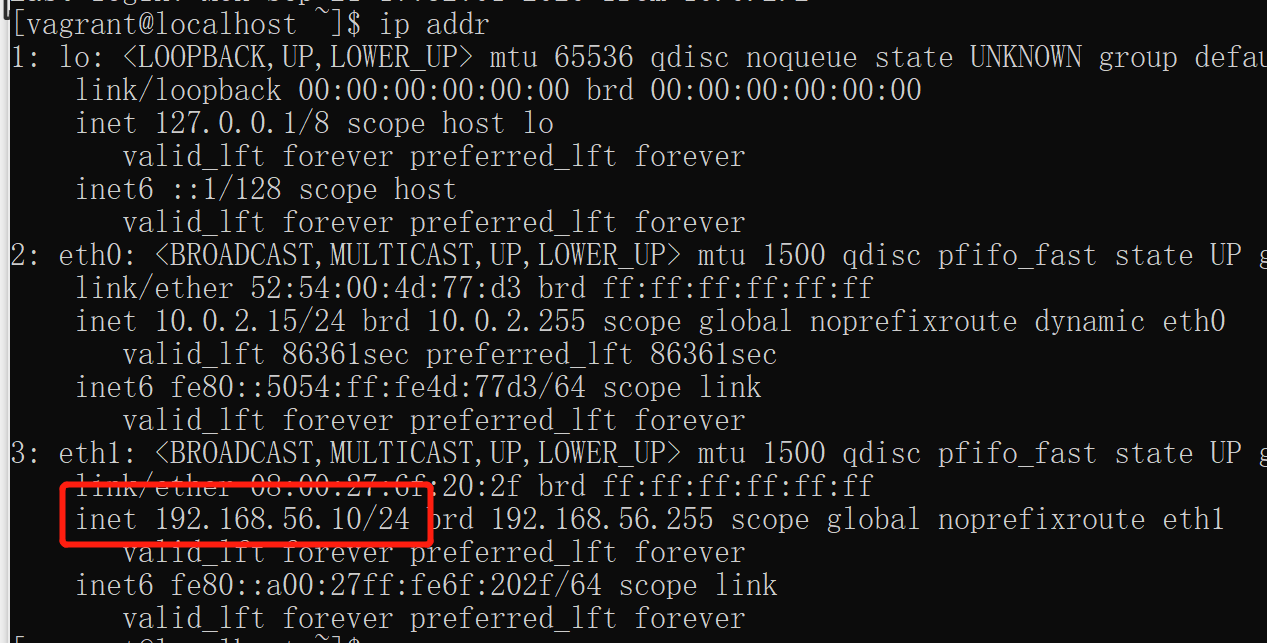 [vagrant@localhost ~]$ ip addr
1: lo: <LOOPBACK,UP,LOWER_UP> mtu 65536 qdisc noqueue state UNKNOWN group defau
link/loopback 00:00:00:00:00:00 brd 00:00:00:00:00:00
inet 127.0.0.1/8 scope host lo
valid_lft forever preferred_lft forever
inet6 ::1/128 scope host
valid_lft forever preferred_lft forever
2: eth0: <BROADCAST,MULTICAST,UP,LOWER_UP> mtu 1500 qdisc pfifo_fast state UP g
link/ether 52:54:00:4d:77:d3 brd ff:ff:ff:ff:ff:ff
inet 10.0.2.15/24 brd 10.0.2.255 scope global noprefixroute dynamic eth0
valid_lft 86361sec preferred_lft 86361sec
inet6 fe80::5054:ff:fe4d:77d3/64 scope link
valid_lft forever preferred_lft forever
3: eth1: <BROADCAST,MULTICAST,UP,LOWER_UP> mtu 1500 qdisc pfifo_fast state UP g
link/ether 08:00:27:6f:20:2f brd ff:ff:ff:ff:ff:ff
inet 192.168.56.10/24 brd 192.168.56.255 scope global noprefixroute eth1
valid_lft forever preferred_lft forever
inet6 fe80::a00:27ff:fe6f:202f/64 scope link
valid_lft forever preferred_lft forever